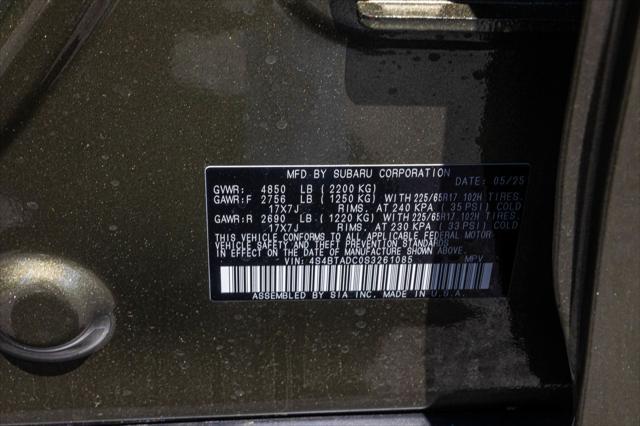 MFD BY SUBARU CORPORATION
DATE: 05/25
GVWR: 4850 LB (2200 KG)
GAWR:F 2756 LB (1250 KG) WITH 225/65R17 102H TIRES.
17X7J RIMS. AT 240 KPA (35 PSI) COLD
GAWR:R 2690 LB (1220 KG) WITH 225/65R17 102H TIRES.
17X7J RIMS. AT 230 KPA (33 PSI) COLD
THIS VEHICLE CONFORMS TO ALL APPLICABLE FEDERAL MOTOR
VEHICLE SAFETY AND THEFT PREVENTION STANDARDS
IN EFFECT ON THE DATE OF MANUFACTURE SHOWN ABOVE.
VIN: 4S4BTADC0S3261085 MPV
ASSEMBLED BY SIA INC. MADE IN U.S.A.